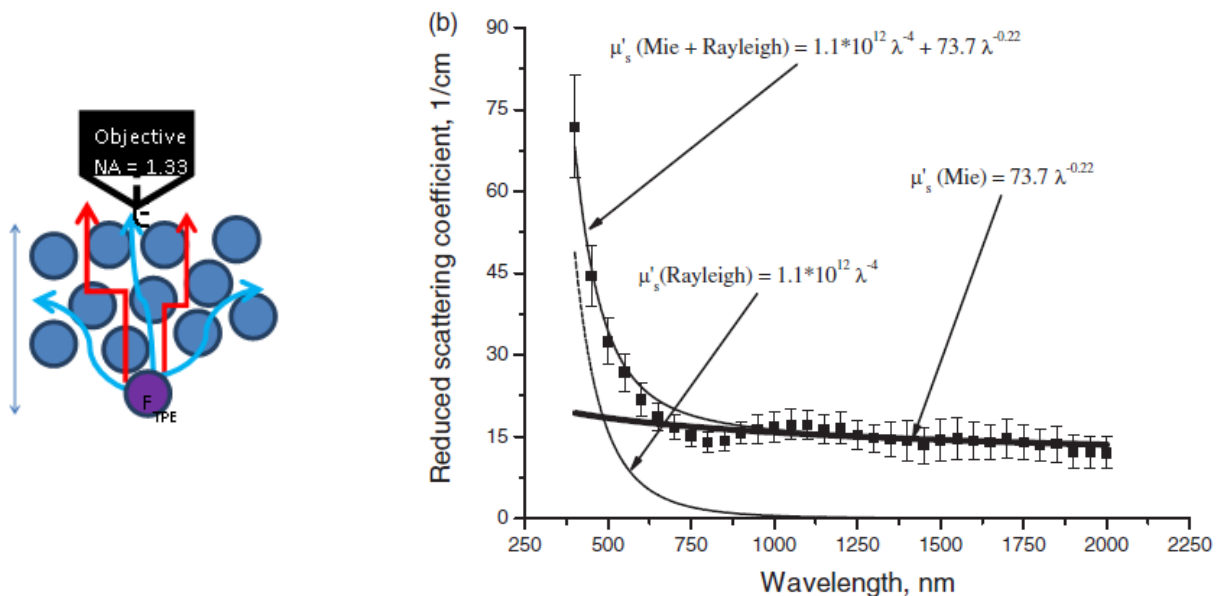 Objective
NA = 1.33
F
TPE
(b)
μ's (Mie + Rayleigh) = 1.1*10^12 λ^-4 + 73.7 λ^-0.22
μ's (Mie) = 73.7 λ^-0.22
μ's(Rayleigh) = 1.1*10^12 λ^-4
Reduced scattering coefficient, 1/cm
90
75
60
45
30
15
0
250 500 750 1000 1250 1500 1750 2000 2250
Wavelength, nm